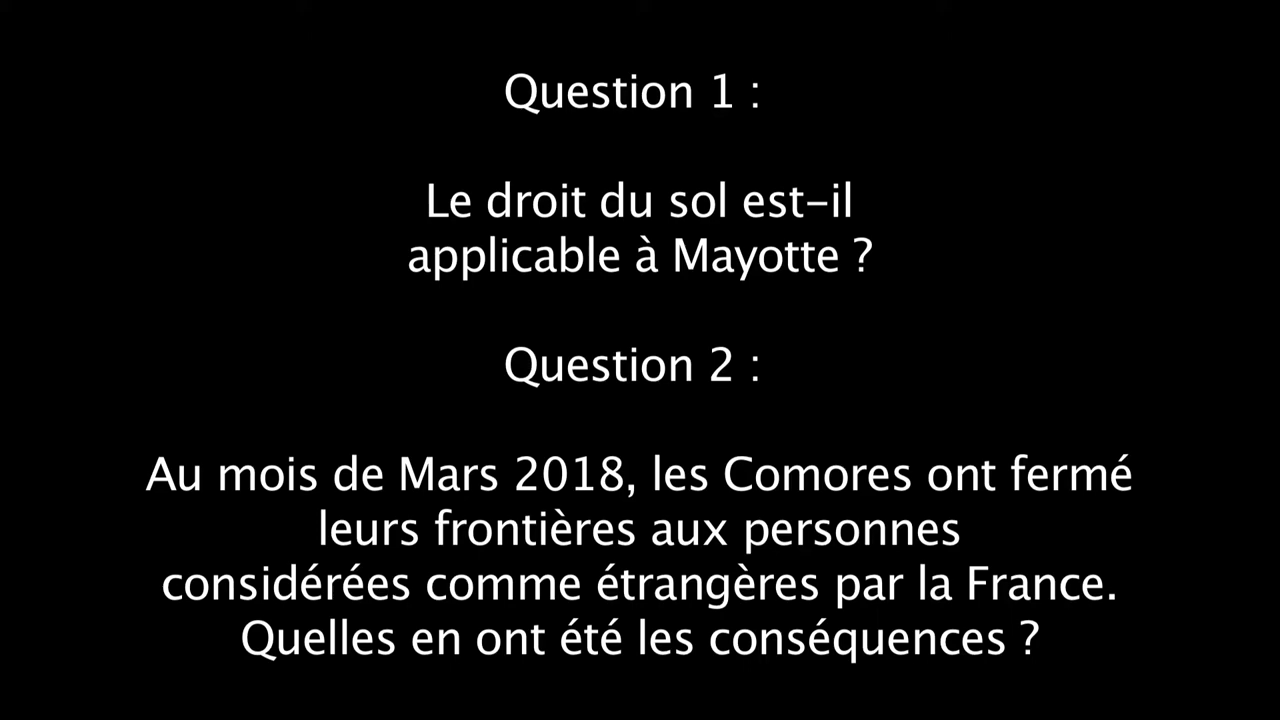 Question 1 :
Le droit du sol est-il
applicable à Mayotte ?
Question 2 :
Au mois de Mars 2018, les Comores ont fermé
leurs frontières aux personnes
considérées comme étrangères par la France.
Quelles en ont été les conséquences ?